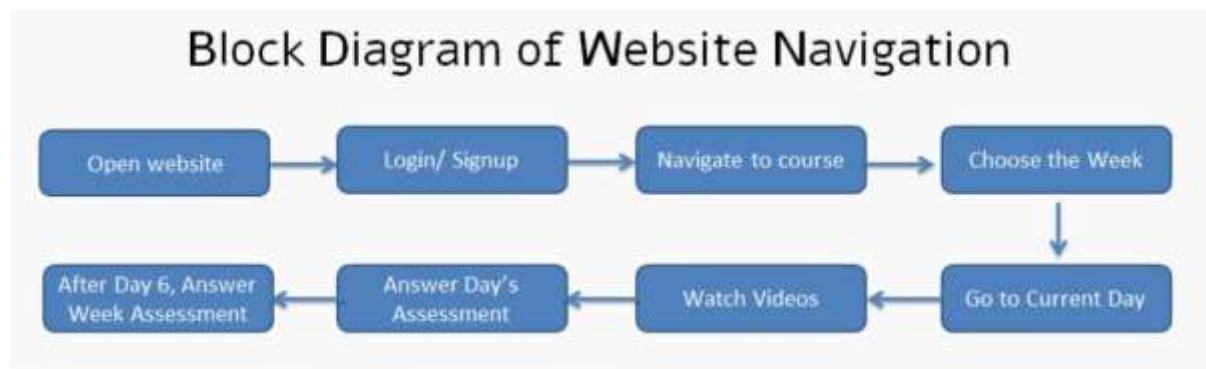 Block Diagram of Website Navigation
Open website
Login/ Signup
Navigate to course
Choose the Week
Go to Current Day
Watch Videos
Answer Day's
Assessment
After Day 6, Answer
Week Assessment